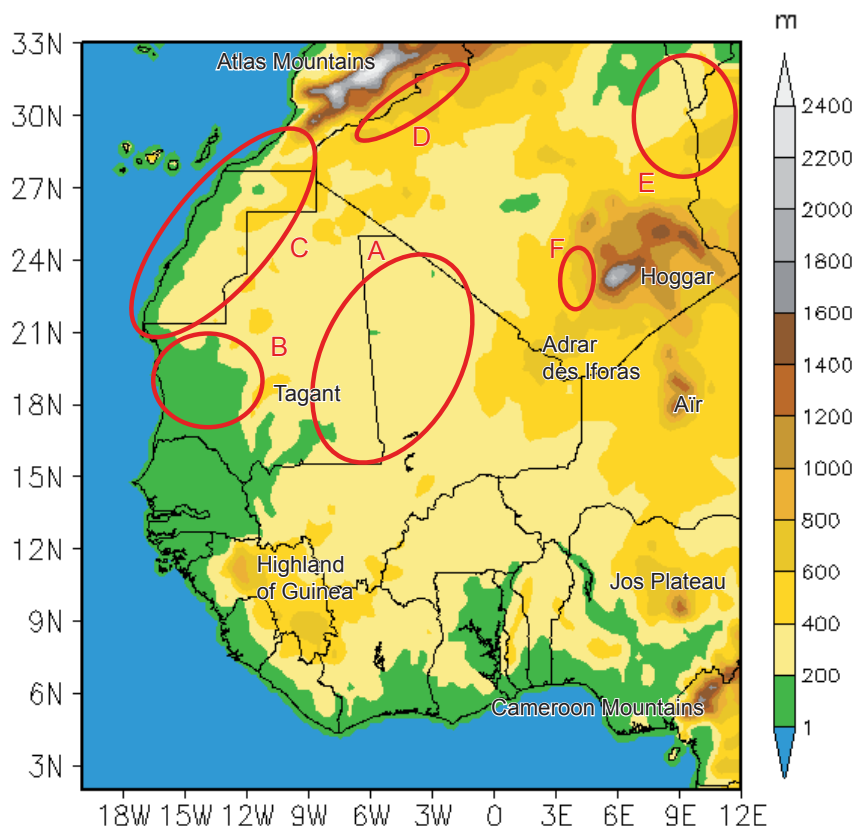 m
33N
30N
27N
24N
21N
18N
15N
12N
9N
6N
3N
Atlas Mountains
D
E
C
A
F
Hoggar
B
Adrar
des Iforas
Tagant
Aïr
Highland
of Guinea
Jos Plateau
Cameroon Mountains
18W 15W 12W 9W 6W 3W 0 3E 6E 9E 12E
2400
2200
2000
1800
1600
1400
1200
1000
800
600
400
200
1